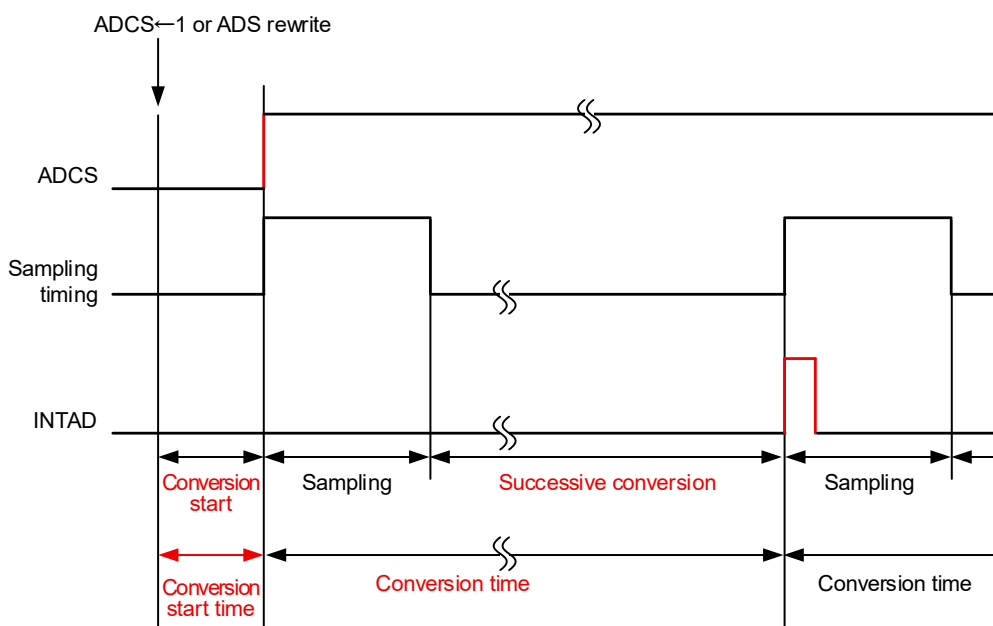 ADCS←1 or ADS rewrite
ADCS
Sampling
timing
INTAD
Conversion
start
Sampling
Successive conversion
Sampling
Conversion
start time
Conversion time
Conversion time